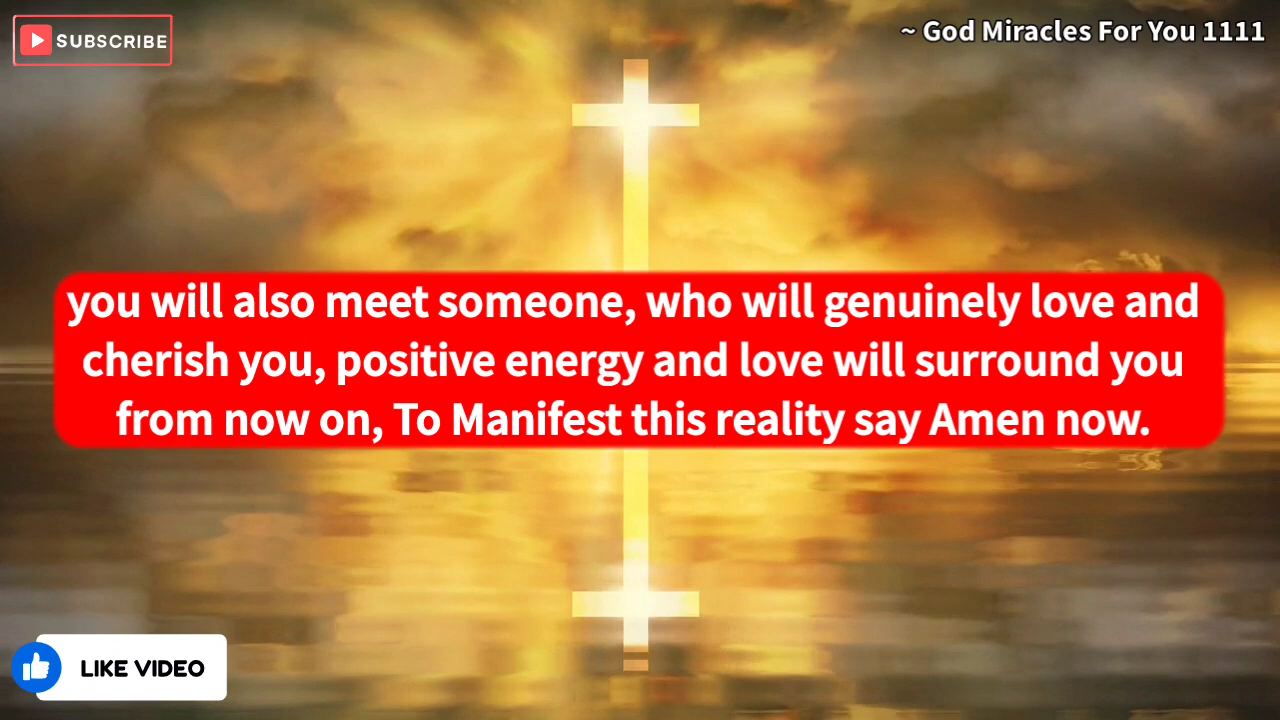 SUBSCRIBE
~ God Miracles For You 1111
you will also meet someone, who will genuinely love and
cherish you, positive energy and love will surround you
from now on, To Manifest this reality say Amen now.
LIKE VIDEO